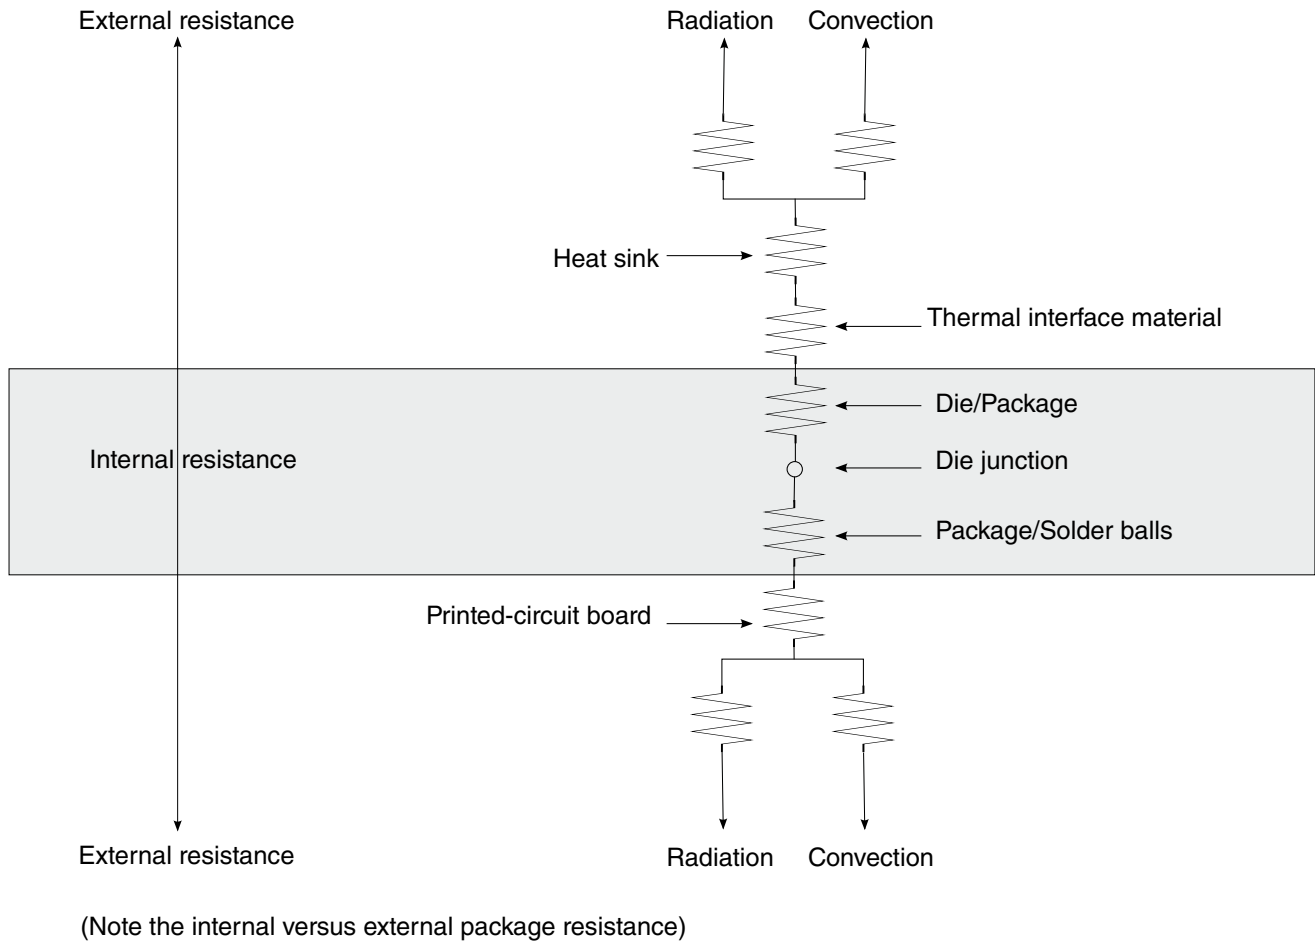 External resistance
Radiation Convection
Heat sink
Thermal interface material
Die/Package
Internal resistance
Die junction
Package/Solder balls
Printed-circuit board
External resistance
Radiation Convection
(Note the internal versus external package resistance)